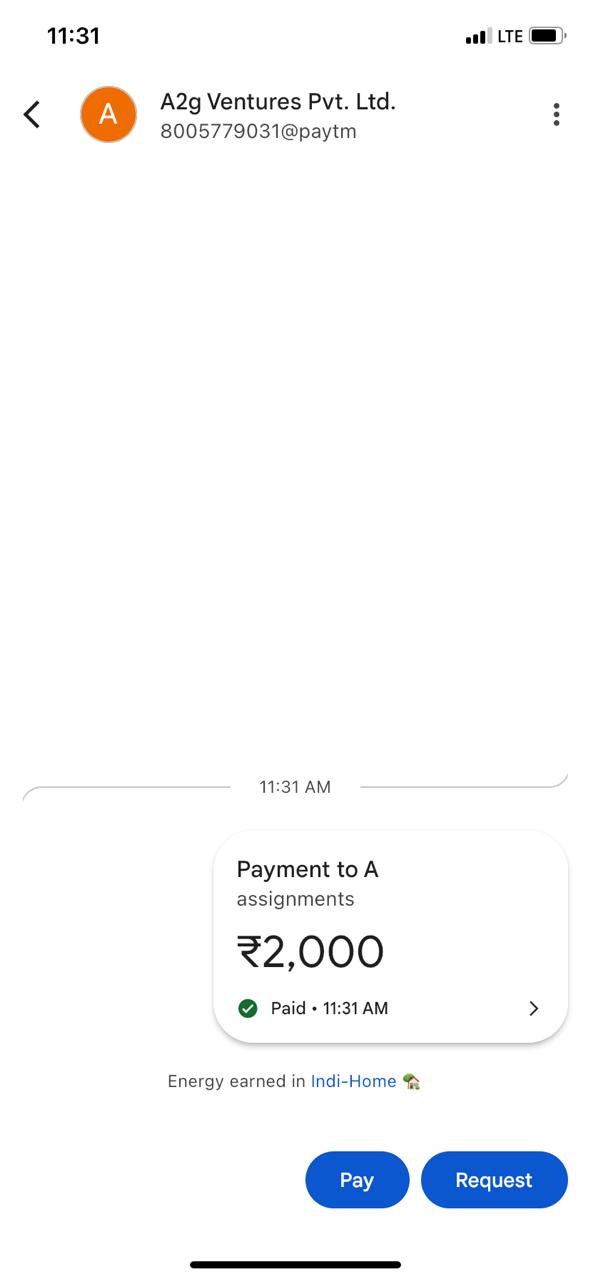 11:31
LTE
A
A2g Ventures Pvt. Ltd.
8005779031@paytm
11:31 AM
Payment to A
assignments
₹2,000
Paid • 11:31 AM
Energy earned in Indi-Home 🏡
Pay
Request